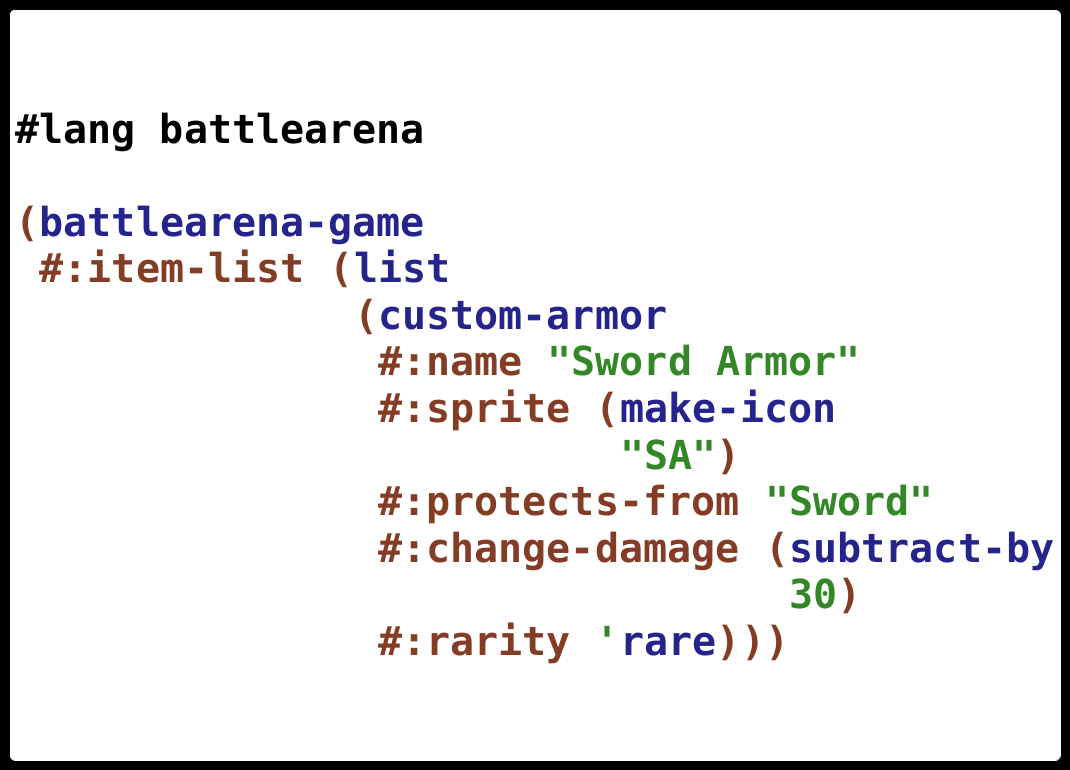 #lang battlearena
(battlearena-game
 #:item-list (list
              (custom-armor
               #:name "Sword Armor"
               #:sprite (make-icon
                         "SA")
               #:protects-from "Sword"
               #:change-damage (subtract-by
                                30)
               #:rarity 'rare)))